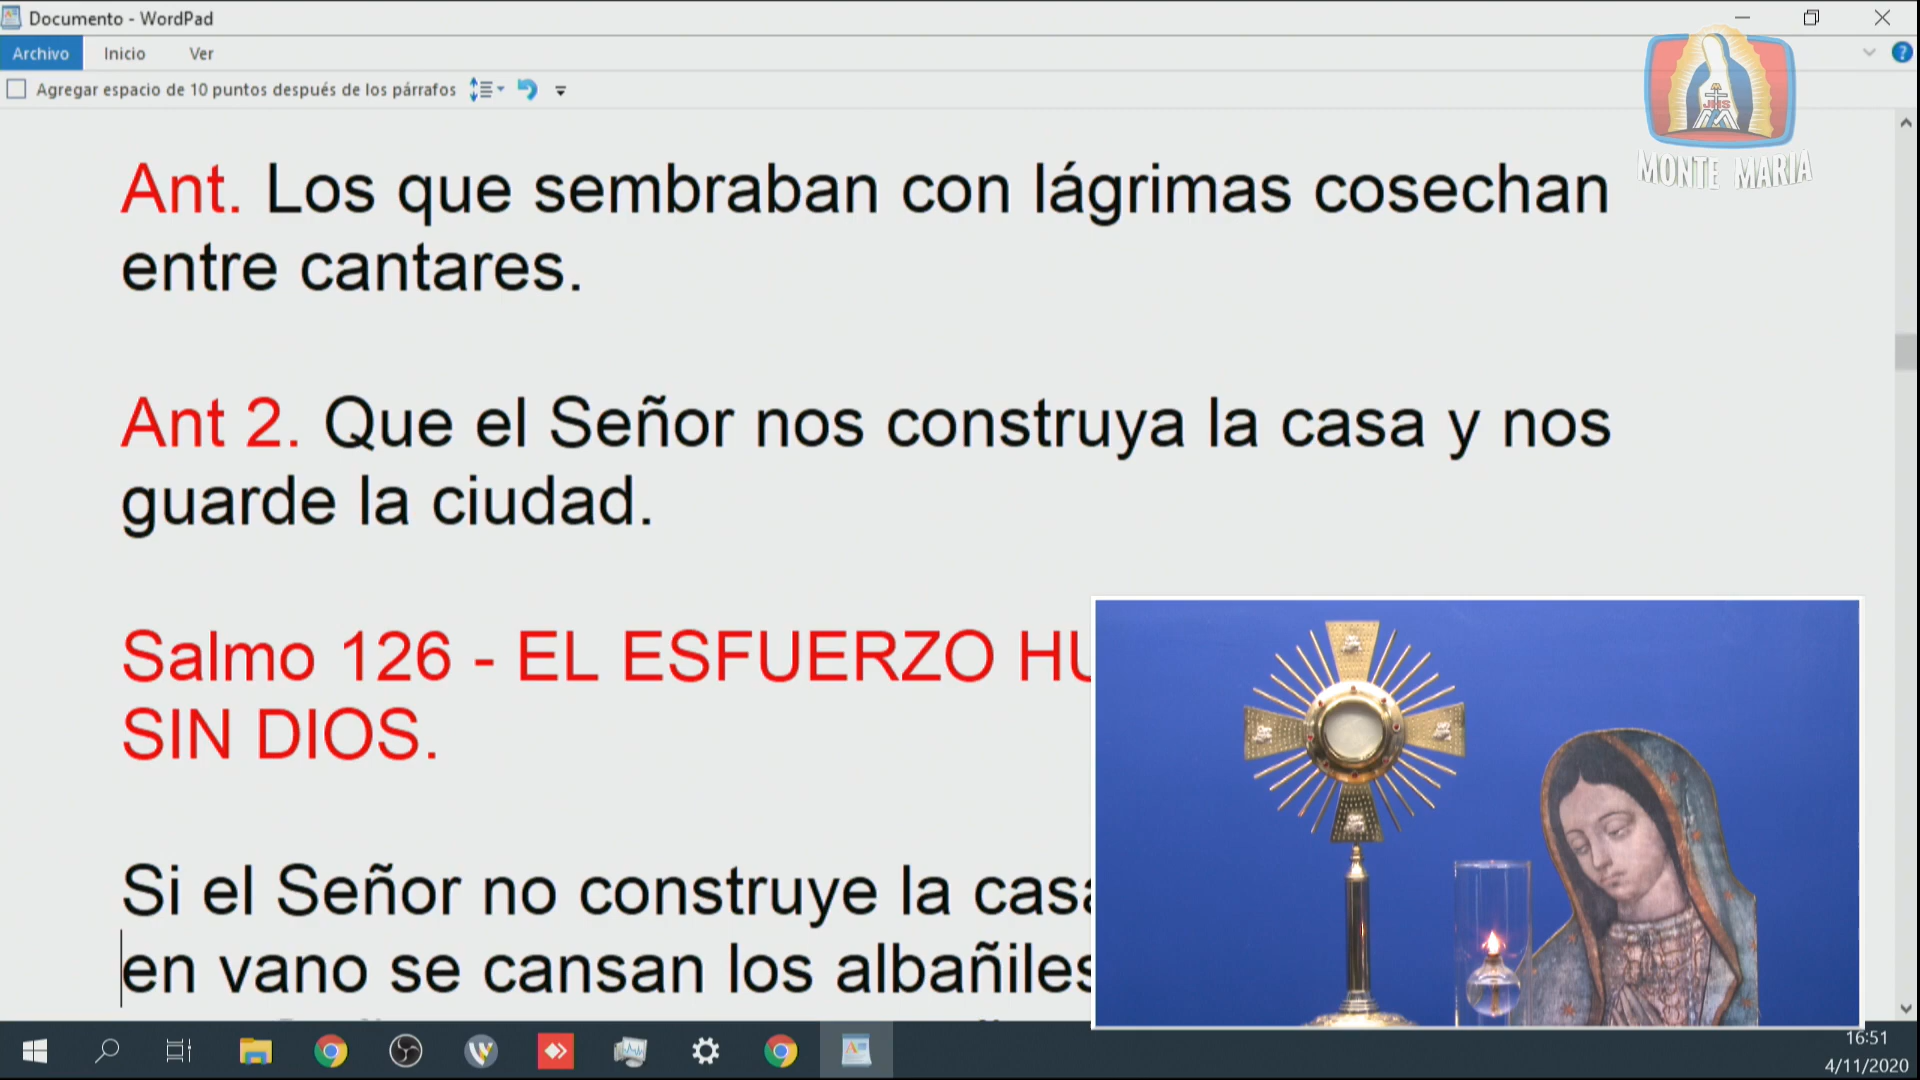 Documento - WordPad
Archivo Inicio Ver
Agregar espacio de 10 puntos después de los párrafos
JHS
MONTE MARIA
Ant. Los que sembraban con lágrimas cosechan
entre cantares.
Ant 2. Que el Señor nos construya la casa y nos
guarde la ciudad.
Salmo 126 - EL ESFUERZO HU
SIN DIOS.
Si el Señor no construye la casa
en vano se cansan los albañiles
16:51
4/11/2020